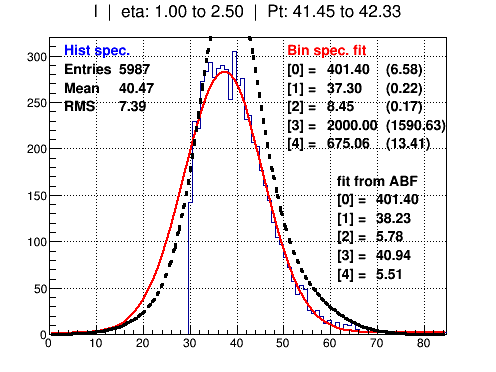 I | eta: 1.00 to 2.50 | Pt: 41.45 to 42.33
Hist spec.
Entries 5987
Mean 40.47
RMS 7.39
Bin spec. fit
[0] = 401.40 (6.58)
[1] = 37.30 (0.22)
[2] = 8.45 (0.17)
[3] = 2000.00 (1590.63)
[4] = 675.06 (13.41)
fit from ABF
[0] = 401.40
[1] = 38.23
[2] = 5.78
[3] = 40.94
[4] = 5.51
300
250
200
150
100
50
0
0 10 20 30 40 50 60 70 80